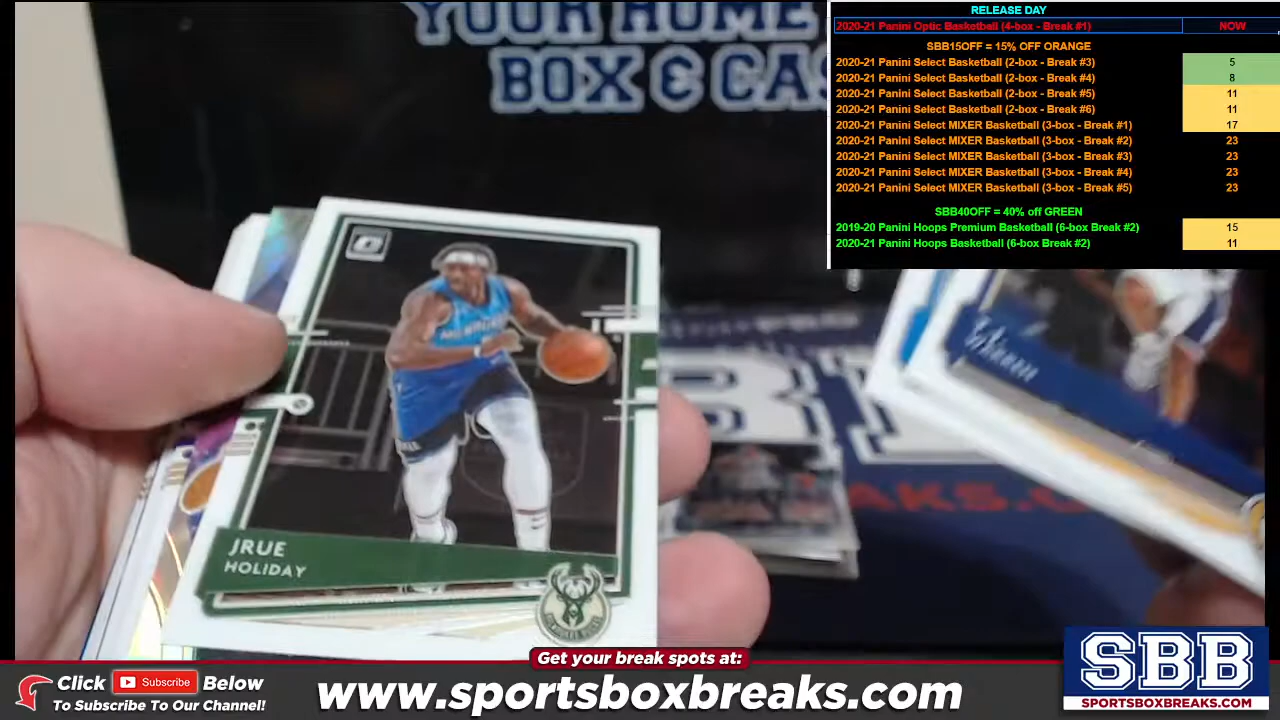 YOUR HOME
BOX & CAS
RELEASE DAY
2020-21 Panini Optic Basketball (4-box - Break #1) NOW
SBB15OFF = 15% OFF ORANGE
2020-21 Panini Select Basketball (2-box - Break #3) 5
2020-21 Panini Select Basketball (2-box - Break #4) 8
2020-21 Panini Select Basketball (2-box - Break #5) 11
2020-21 Panini Select Basketball (2-box - Break #6) 11
2020-21 Panini Select MIXER Basketball (3-box - Break #1) 17
2020-21 Panini Select MIXER Basketball (3-box - Break #2) 23
2020-21 Panini Select MIXER Basketball (3-box - Break #3) 23
2020-21 Panini Select MIXER Basketball (3-box - Break #4) 23
2020-21 Panini Select MIXER Basketball (3-box - Break #5) 23
SBB40OFF = 40% off GREEN
2019-20 Panini Hoops Premium Basketball (6-box Break #2) 15
2020-21 Panini Hoops Basketball (6-box Break #2) 11
JRUE
HOLIDAY
Get your break spots at:
Click Subscribe Below
To Subscribe To Our Channel!
www.sportsboxbreaks.com
SBB
SPORTSBOXBREAKS.COM